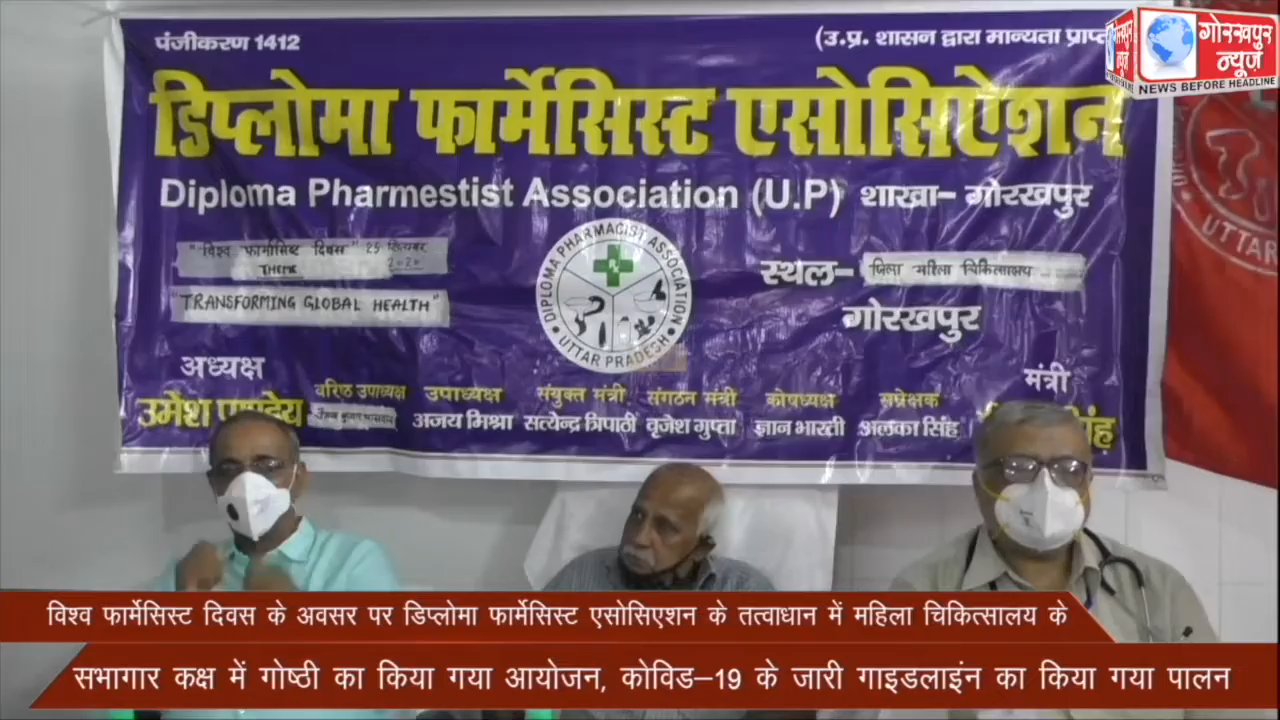 पंजीकरण 1412
(उ.प्र. शासन द्वारा मान्यता प्राप्त
गोरखपुर
न्यूज़
NEWS BEFORE HEADLINE
डिप्लोमा फार्मेसिस्ट एसोसिऐशन
Diploma Pharmestist Association (U.P) शाखा- गोरखपुर
"विश्व फार्मासिस्ट दिवस" 25 सितम्बर
THEME 2020
"TRANSFORMING GLOBAL HEALTH"
DIPLOMA PHARMACIST ASSOCIATION
UTTAR PRADESH
स्थल- जिला महिला चिकित्सालय
गोरखपुर
अध्यक्ष
मंत्री
वरिष्ठ उपाध्यक्ष उपाध्यक्ष संयुक्त मंत्री संगठन मंत्री कोषाध्यक्ष सम्प्रेक्षक
उमेश अजय मिश्रा सत्येन्द्र त्रिपाठी वृजेश गुप्ता ज्ञान भारती अलका सिंह
UTTAR
विश्व फार्मेसिस्ट दिवस के अवसर पर डिप्लोमा फार्मेसिस्ट एसोसिएशन के तत्वाधान में महिला चिकित्सालय के
सभागार कक्ष में गोष्ठी का किया गया आयोजन, कोविड–19 के जारी गाइडलाइंन का किया गया पालन